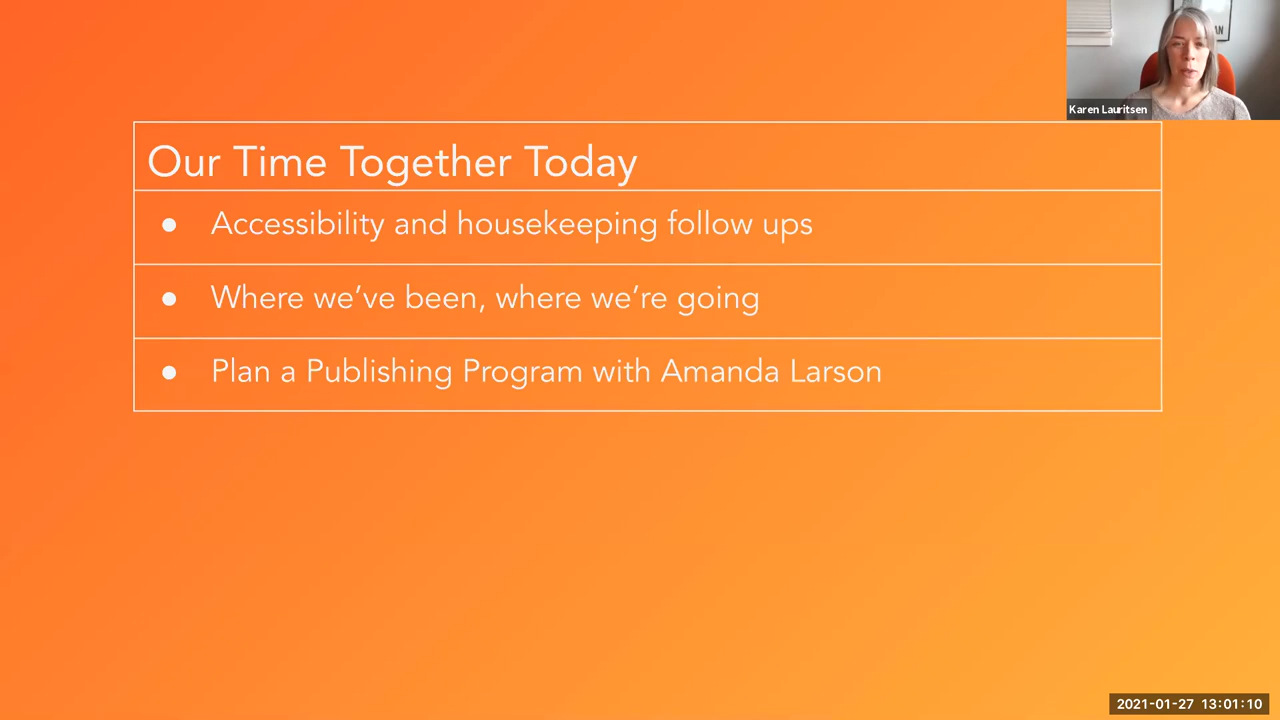 Karen Lauritsen
Our Time Together Today
● Accessibility and housekeeping follow ups
● Where we’ve been, where we’re going
● Plan a Publishing Program with Amanda Larson
2021-01-27 13:01:10